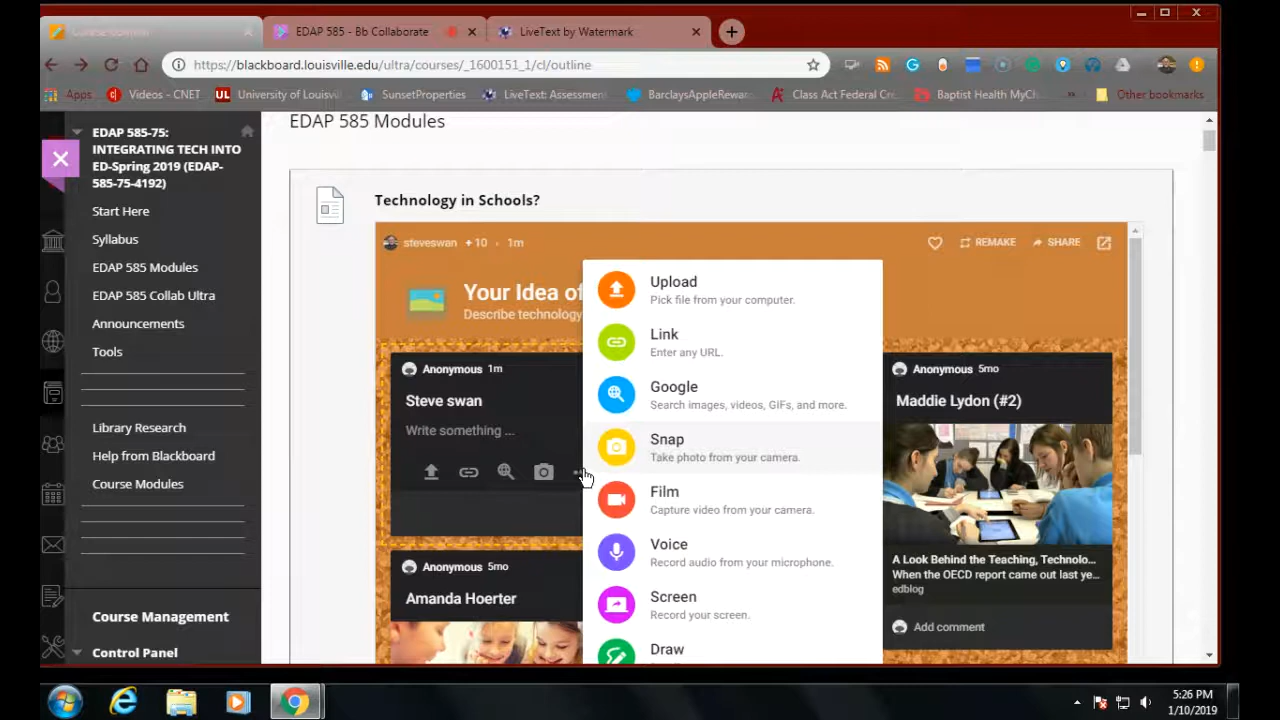 EDAP 585 - Bb Collaborate
LiveText by Watermark
https://blackboard.louisville.edu/ultra/courses/_1600151_1/cl/outline
Apps
Videos - CNET
University of Louisvi
SunsetProperties
LiveText: Assessmen
BarclaysAppleRewar
Class Act Federal Cre
Baptist Health MyCh
»
Other bookmarks
EDAP 585-75:
INTEGRATING TECH INTO
ED-Spring 2019 (EDAP-
585-75-4192)
Start Here
Syllabus
EDAP 585 Modules
EDAP 585 Collab Ultra
Announcements
Tools
Library Research
Help from Blackboard
Course Modules
Course Management
Control Panel
EDAP 585 Modules
Technology in Schools?
steveswan +10 · 1m
REMAKE
SHARE
Your Idea of
Describe technology
Anonymous 1m
Steve swan
Write something ...
Anonymous 5mo
Amanda Hoerter
Upload
Pick file from your computer.
Link
Enter any URL.
Google
Search images, videos, GIFs, and more.
Snap
Take photo from your camera.
Film
Capture video from your camera.
Voice
Record audio from your microphone.
Screen
Record your screen.
Draw
Anonymous 5mo
Maddie Lydon (#2)
A Look Behind the Teaching, Technolo...
When the OECD report came out last ye...
edblog
Add comment
5:26 PM
1/10/2019